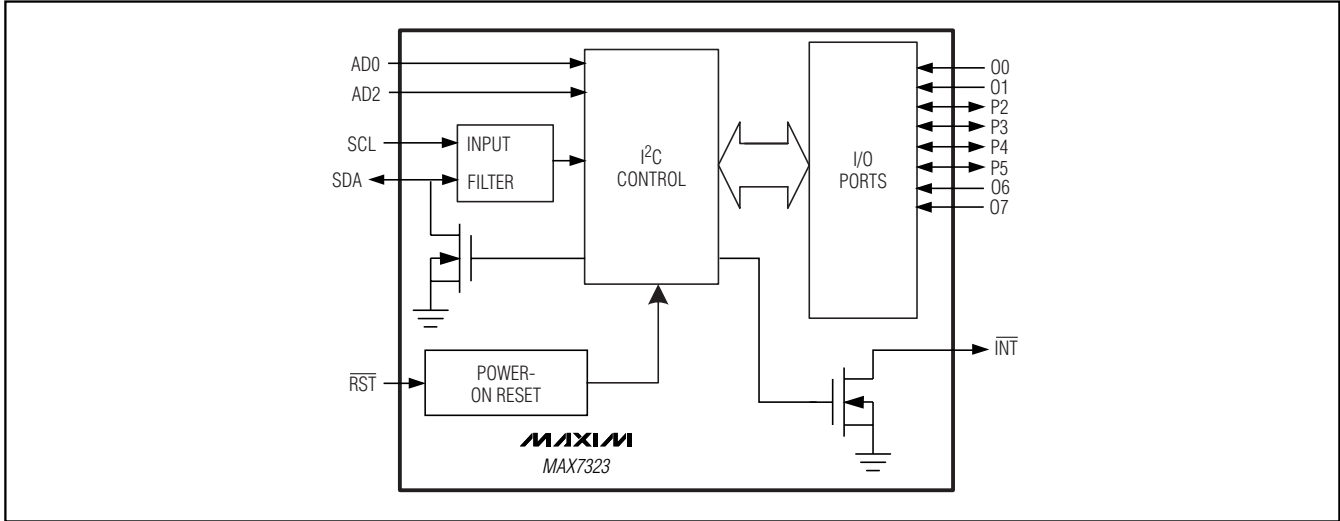 AD0
AD2
SCL
SDA
INPUT
FILTER
I²C
CONTROL
I/O
PORTS
O0
O1
P2
P3
P4
P5
O6
O7
RST
POWER-
ON RESET
INT
MAXIM
MAX7323